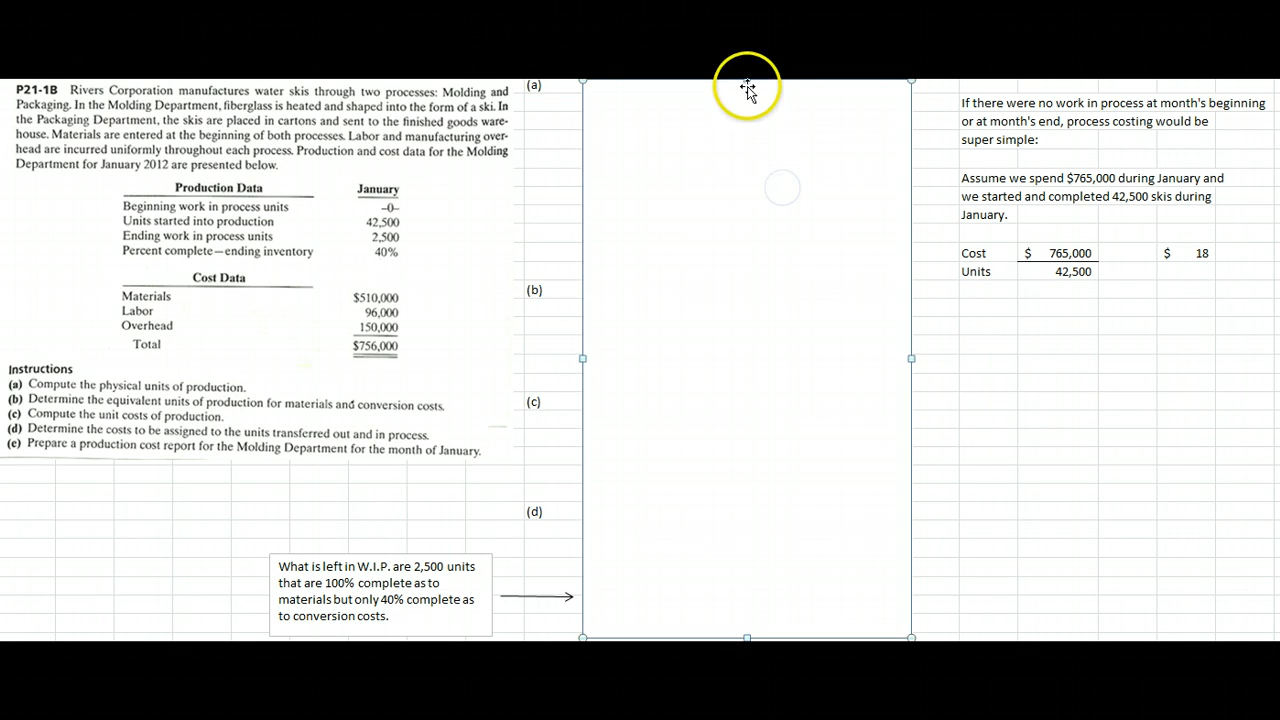 P21-1B Rivers Corporation manufactures water skis through two processes: Molding and
Packaging. In the Molding Department, fiberglass is heated and shaped into the form of a ski. In
the Packaging Department, the skis are placed in cartons and sent to the finished goods ware-
house. Materials are entered at the beginning of both processes. Labor and manufacturing over-
head are incurred uniformly throughout each process. Production and cost data for the Molding
Department for January 2012 are presented below.
Production Data January
Beginning work in process units –0–
Units started into production 42,500
Ending work in process units 2,500
Percent complete—ending inventory 40%
Cost Data
Materials $510,000
Labor 96,000
Overhead 150,000
Total $756,000
Instructions
(a) Compute the physical units of production.
(b) Determine the equivalent units of production for materials and conversion costs.
(c) Compute the unit costs of production.
(d) Determine the costs to be assigned to the units transferred out and in process.
(e) Prepare a production cost report for the Molding Department for the month of January.
What is left in W.I.P. are 2,500 units
that are 100% complete as to
materials but only 40% complete as
to conversion costs.
(a)
(b)
(c)
(d)
If there were no work in process at month's beginning
or at month's end, process costing would be
super simple:
Assume we spend $765,000 during January and
we started and completed 42,500 skis during
January.
Cost $ 765,000 $ 18
Units 42,500